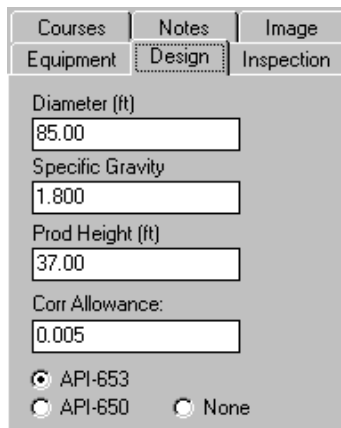 Courses Notes Image
Equipment Design Inspection
Diameter (ft)
85.00
Specific Gravity
1.800
Prod Height (ft)
37.00
Corr Allowance:
0.005
API-653
API-650 None